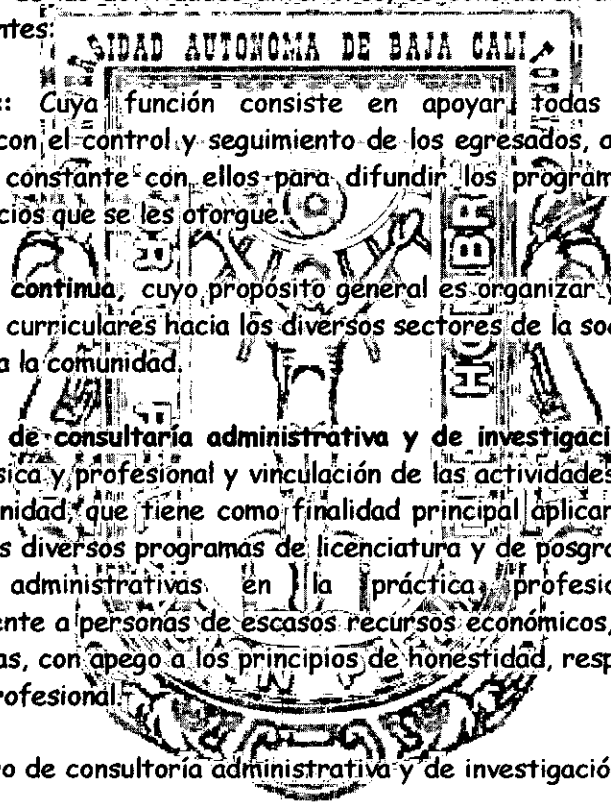 ntes:
SIDAD AUTONOMA DE BAJA CALI
: Cuya función consiste en apoyar todas
con el control y seguimiento de los egresados, a
constante con ellos para difundir los program
cios que se les otorgue.
continua, cuyo propósito general es organizar y
curriculares hacia los diversos sectores de la soc
a la comunidad.
de consultaría administrativa y de investigaci
sica y profesional y vinculación de las actividades
nidad que tiene como finalidad principal aplicar
s diversos programas de licenciatura y de posgra
administrativas en la práctica profesio
ente a personas de escasos recursos económicos,
as, con apego a los principios de honestidad, resp
rofesional.
o de consultoría administrativa y de investigació